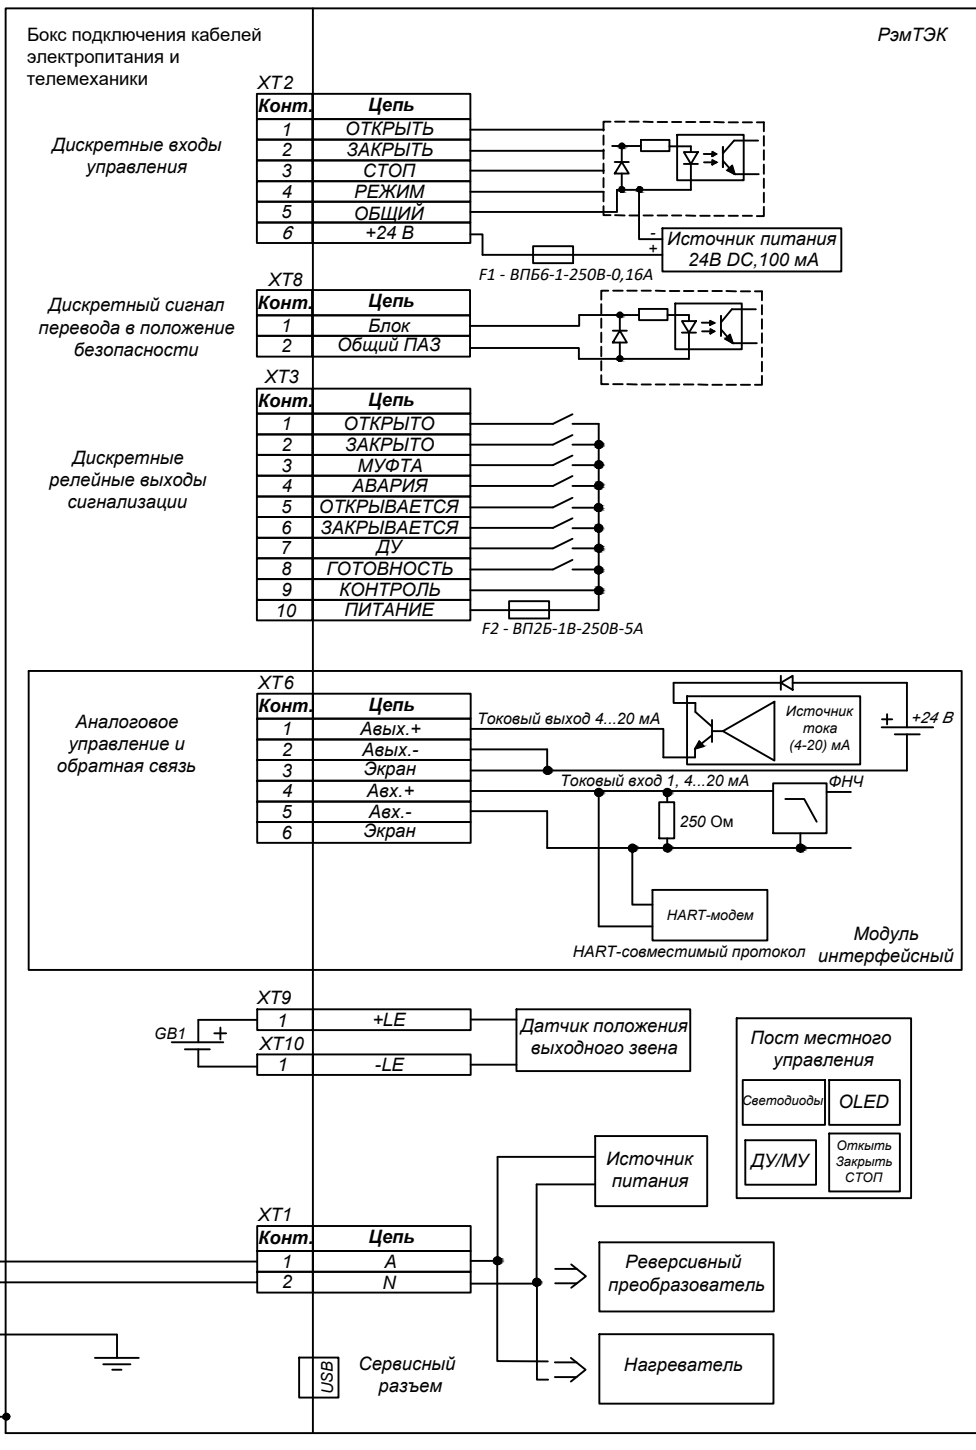 Бокс подключения кабелей
электропитания и
телемеханики
РэмТЭК
Дискретные входы
управления
XT2
Конт. Цепь
1 ОТКРЫТЬ
2 ЗАКРЫТЬ
3 СТОП
4 РЕЖИМ
5 ОБЩИЙ
6 +24 В
-
+
Источник питания
24В DC,100 мА
F1 - ВПБ6-1-250В-0,16А
Дискретный сигнал
перевода в положение
безопасности
XT8
Конт. Цепь
1 Блок
2 Общий ПАЗ
Дискретные
релейные выходы
сигнализации
XT3
Конт. Цепь
1 ОТКРЫТО
2 ЗАКРЫТО
3 МУФТА
4 АВАРИЯ
5 ОТКРЫВАЕТСЯ
6 ЗАКРЫВАЕТСЯ
7 ДУ
8 ГОТОВНОСТЬ
9 КОНТРОЛЬ
10 ПИТАНИЕ
F2 - ВП2Б-1В-250В-5А
Аналоговое
управление и
обратная связь
XT6
Конт. Цепь
1 Авых.+
2 Авых.-
3 Экран
4 Авх.+
5 Авх.-
6 Экран
Токовый выход 4...20 мА
Источник
тока
(4-20) мА
+
+24 В
Токовый вход 1, 4...20 мА
ФНЧ
250 Ом
HART-модем
HART-совместимый протокол
Модуль
интерфейсный
XT9
1 +LE
GB1
+
XT10
1 -LE
Датчик положения
выходного звена
Пост местного
управления
Светодиоды
OLED
ДУ/МУ
Откыть
Закрыть
СТОП
Источник
питания
XT1
Конт. Цепь
1 A
2 N
Реверсивный
преобразователь
Нагреватель
USB
Сервисный
разъем